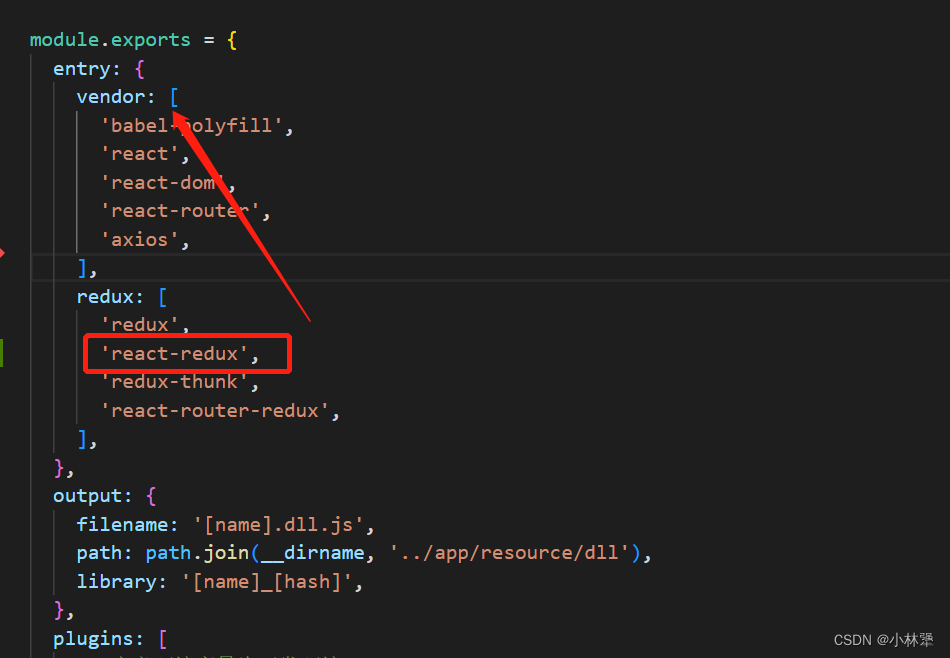 module.exports = {
entry: {
vendor: [
'babel-polyfill',
'react',
'react-dom',
'react-router',
'axios',
],
redux: [
'redux',
'react-redux',
'redux-thunk',
'react-router-redux',
],
},
output: {
filename: '[name].dll.js',
path: path.join(__dirname, '../app/resource/dll'),
library: '[name]_[hash]',
},
plugins: [
CSDN @小林犟